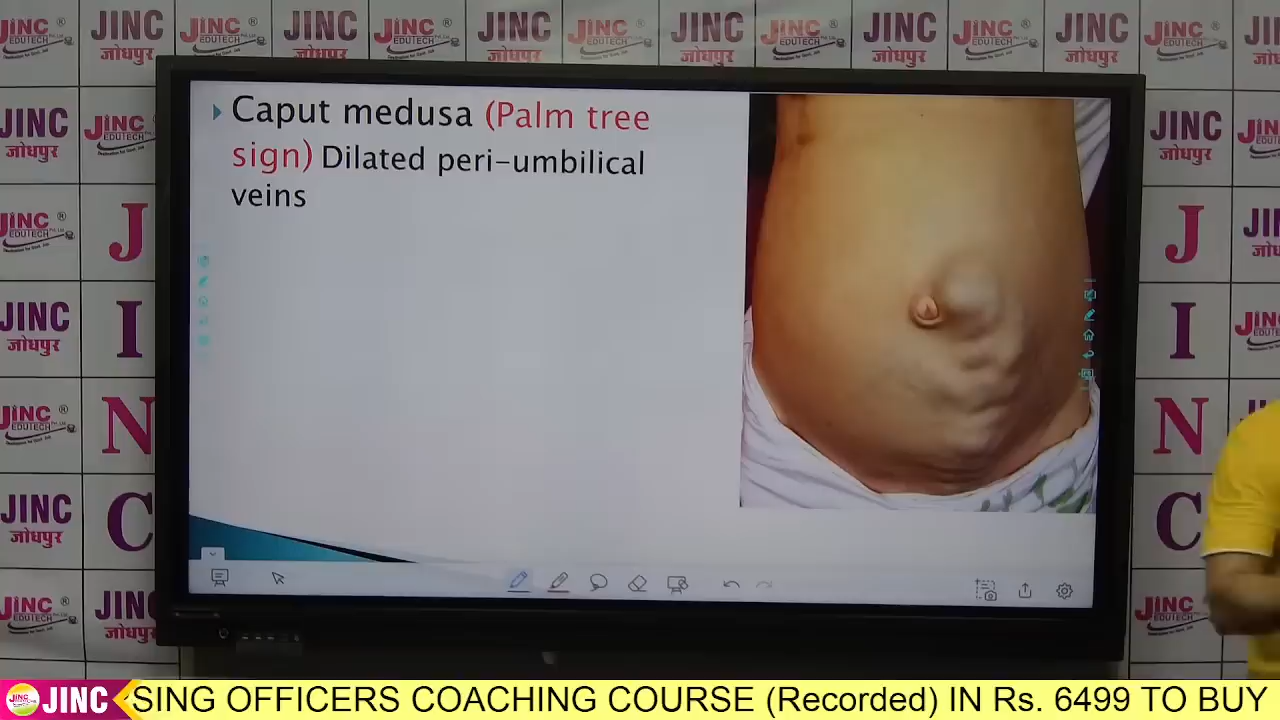 JINC EDUTECH
JINC जोधपुर
Caput medusa (Palm tree
sign) Dilated peri-umbilical
veins
J
I
N
C
J
I
N
C
JINC SING OFFICERS COACHING COURSE (Recorded) IN Rs. 6499 TO BUY